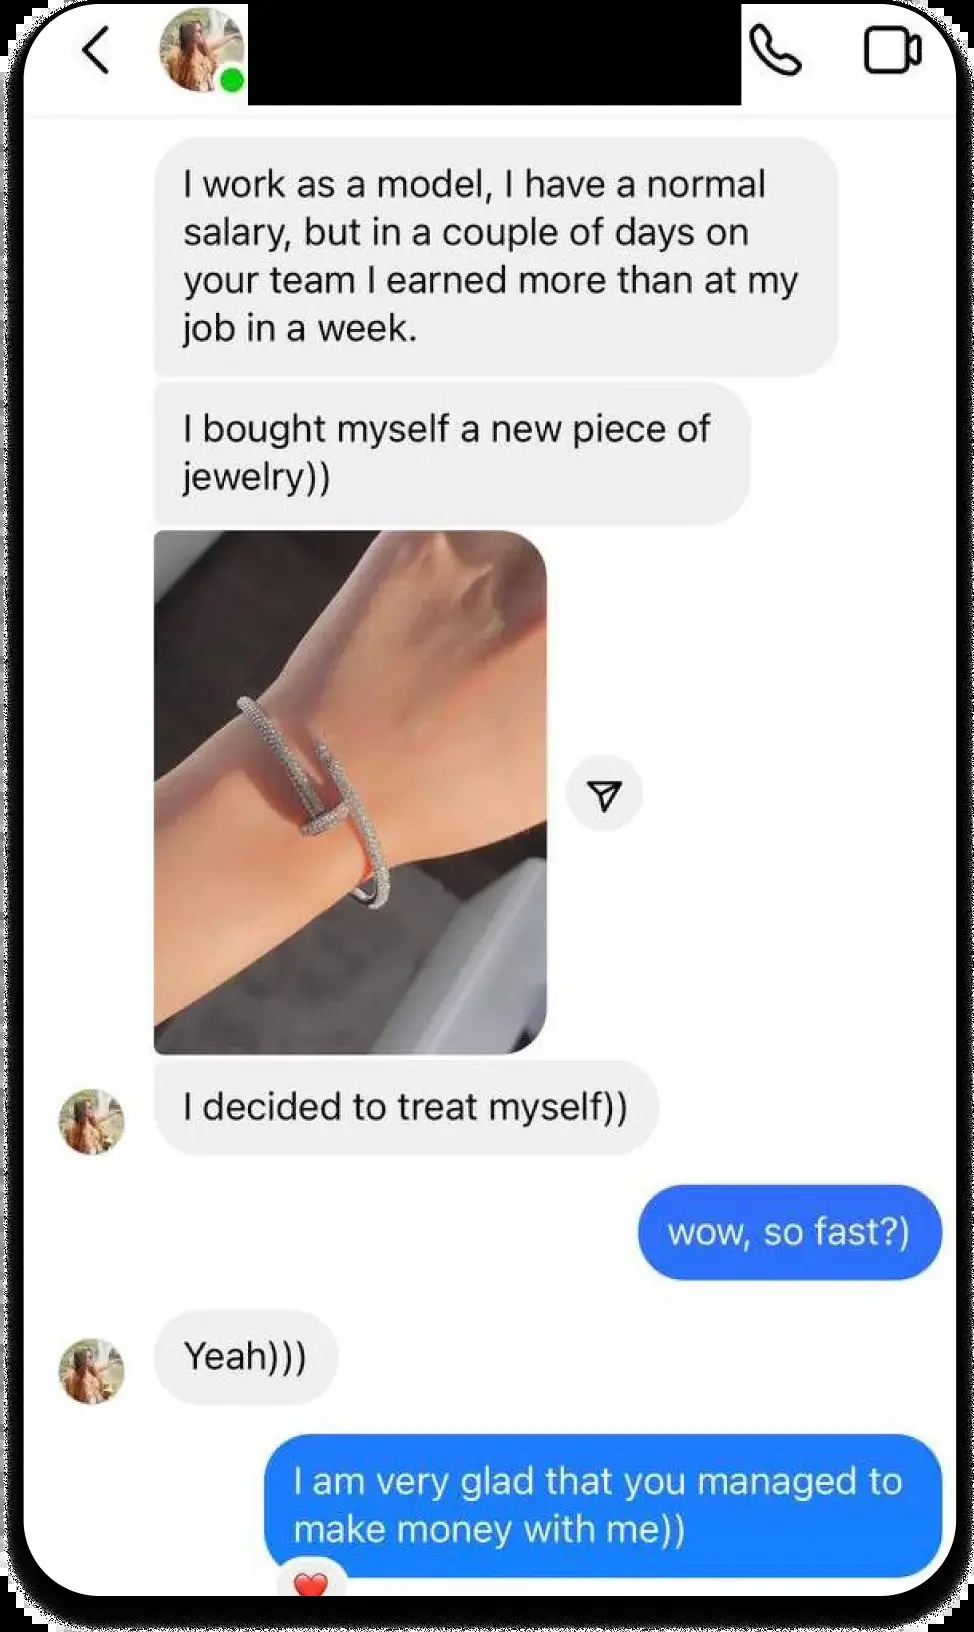 I work as a model, I have a normal
salary, but in a couple of days on
your team I earned more than at my
job in a week.
I bought myself a new piece of
jewelry))
I decided to treat myself))
wow, so fast?)
Yeah)))
I am very glad that you managed to
make money with me))